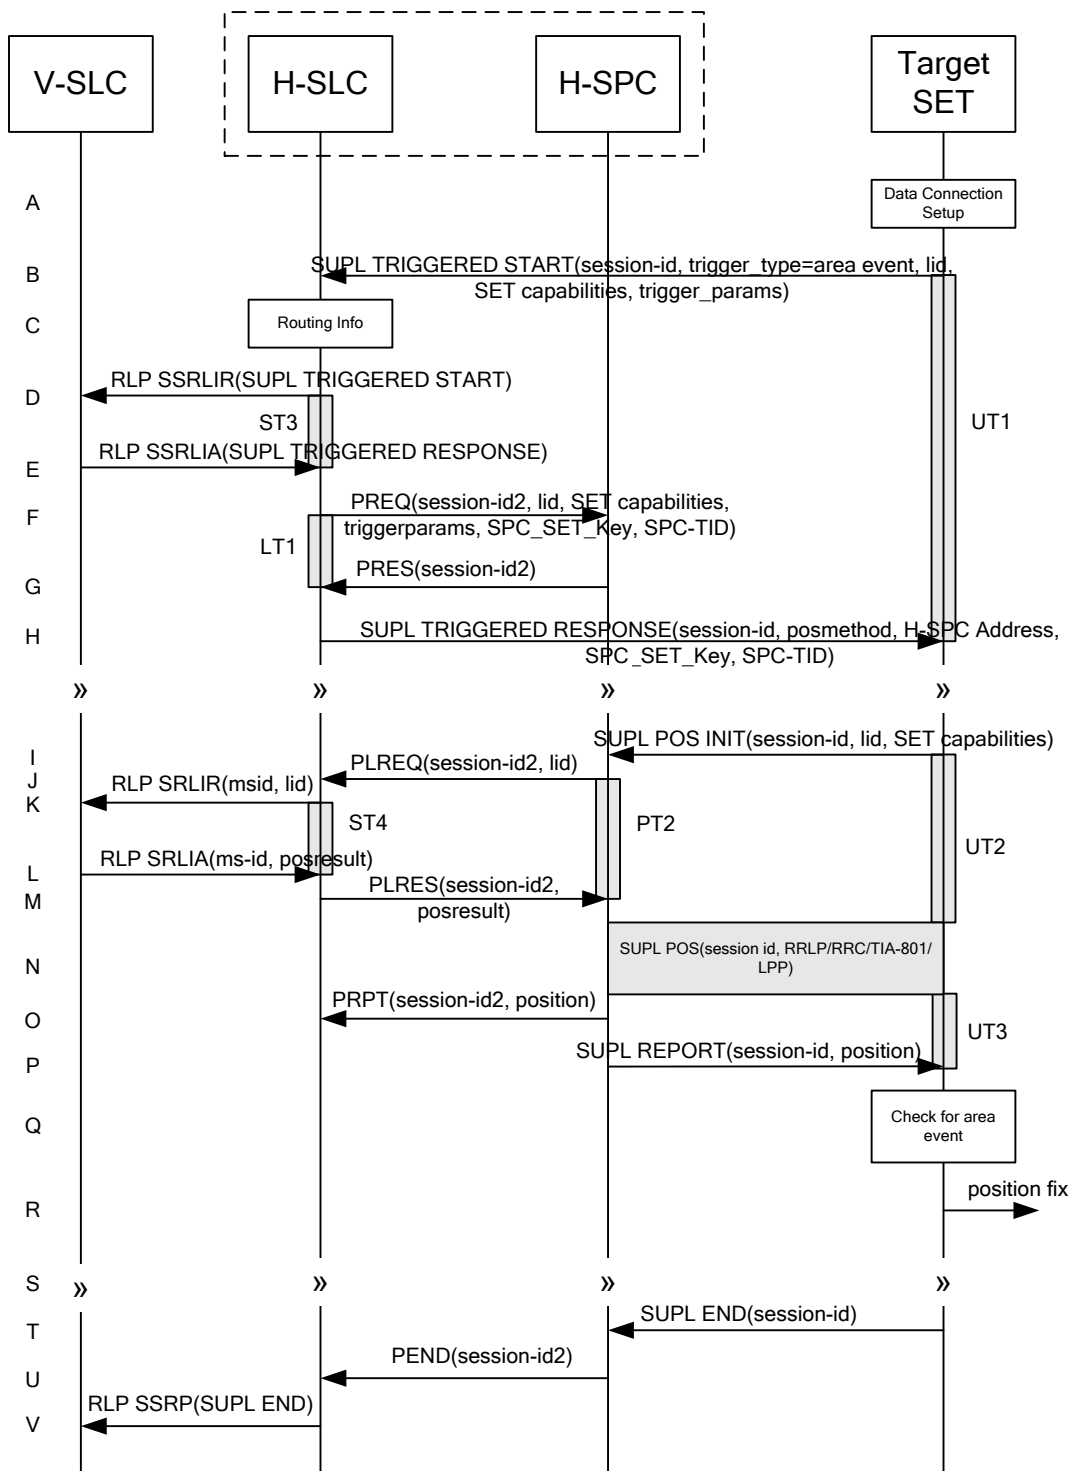 V-SLC
H-SLC
H-SPC
Target
SET
A
Data Connection
Setup
B
SUPL TRIGGERED START(session-id, trigger_type=area event, lid,
SET capabilities, trigger_params)
C
Routing Info
D
RLP SSRLIR(SUPL TRIGGERED START)
ST3
UT1
E
RLP SSRLIA(SUPL TRIGGERED RESPONSE)
F
PREQ(session-id2, lid, SET capabilities,
triggerparams, SPC_SET_Key, SPC-TID)
LT1
G
PRES(session-id2)
H
SUPL TRIGGERED RESPONSE(session-id, posmethod, H-SPC Address,
SPC_SET_Key, SPC-TID)
»
»
»
»
I
SUPL POS INIT(session-id, lid, SET capabilities)
J
PLREQ(session-id2, lid)
K
RLP SRLIR(msid, lid)
ST4
PT2
UT2
L
RLP SRLIA(ms-id, posresult)
M
PLRES(session-id2,
posresult)
N
SUPL POS(session id, RRLP/RRC/TIA-801/
LPP)
O
PRPT(session-id2, position)
UT3
P
SUPL REPORT(session-id, position)
Q
Check for area
event
R
position fix
S
»
»
»
»
T
SUPL END(session-id)
U
PEND(session-id2)
V
RLP SSRP(SUPL END)